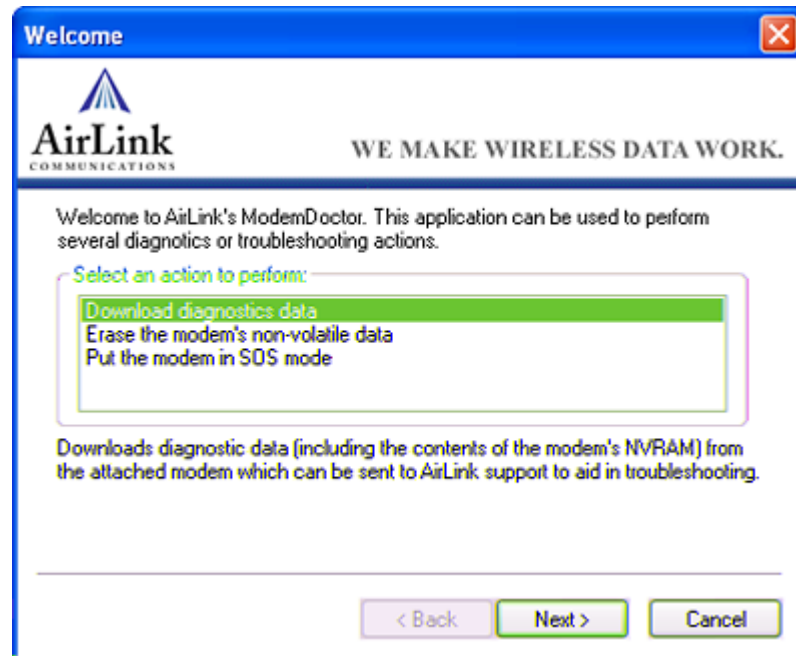 Welcome
AirLink
COMMUNICATIONS
WE MAKE WIRELESS DATA WORK.
Welcome to AirLink's ModemDoctor. This application can be used to perform
several diagnotics or troubleshooting actions.
Select an action to perform:
Download diagnostics data
Erase the modem's non-volatile data
Put the modem in SOS mode
Downloads diagnostic data (including the contents of the modem's NVRAM) from
the attached modem which can be sent to AirLink support to aid in troubleshooting.
< Back Next > Cancel